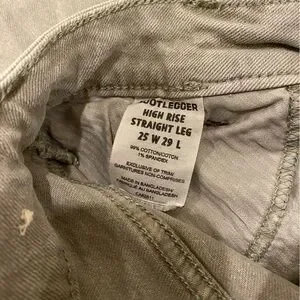 BOOTLEGGER
HIGH RISE
STRAIGHT LEG
25 W 29 L
99% COTTON/COTON
1% SPANDEX
EXCLUSIVE OF TRIM/
GARNITURES NON-COMPRISES
MADE IN BANGLADESH/
FABRIQUÉ AU BANGLADESH